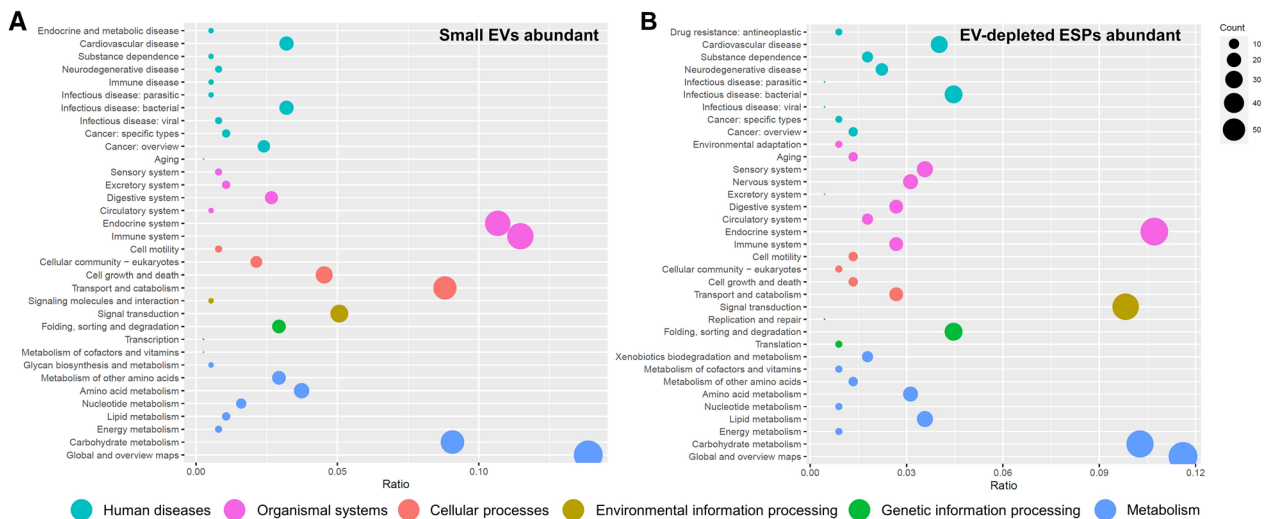 A
Small EVs abundant
Endocrine and metabolic disease
Cardiovascular disease
Substance dependence
Neurodegenerative disease
Immune disease
Infectious disease: parasitic
Infectious disease: bacterial
Infectious disease: viral
Cancer: specific types
Cancer: overview
Aging
Sensory system
Excretory system
Digestive system
Circulatory system
Endocrine system
Immune system
Cell motility
Cellular community − eukaryotes
Cell growth and death
Transport and catabolism
Signaling molecules and interaction
Signal transduction
Folding, sorting and degradation
Transcription
Metabolism of cofactors and vitamins
Glycan biosynthesis and metabolism
Metabolism of other amino acids
Amino acid metabolism
Nucleotide metabolism
Lipid metabolism
Energy metabolism
Carbohydrate metabolism
Global and overview maps
0.00 0.05 0.10
Ratio
B
EV-depleted ESPs abundant
Drug resistance: antineoplastic
Cardiovascular disease
Substance dependence
Neurodegenerative disease
Infectious disease: parasitic
Infectious disease: bacterial
Infectious disease: viral
Cancer: specific types
Cancer: overview
Environmental adaptation
Aging
Sensory system
Nervous system
Excretory system
Digestive system
Circulatory system
Endocrine system
Immune system
Cell motility
Cellular community − eukaryotes
Cell growth and death
Transport and catabolism
Signal transduction
Replication and repair
Folding, sorting and degradation
Translation
Xenobiotics biodegradation and metabolism
Metabolism of cofactors and vitamins
Metabolism of other amino acids
Amino acid metabolism
Nucleotide metabolism
Lipid metabolism
Energy metabolism
Carbohydrate metabolism
Global and overview maps
0.00 0.03 0.06 0.09 0.12
Ratio
Count
10
20
30
40
50
Human diseases Organismal systems Cellular processes Environmental information processing Genetic information processing Metabolism